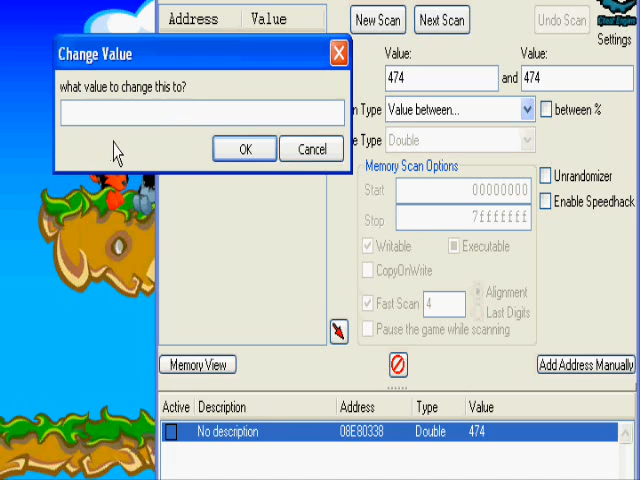 Address Value
New Scan Next Scan Undo Scan
Cheat Engine
Settings
Change Value
what value to change this to?
OK Cancel
Value: Value:
474 and 474
n Type Value between... between %
e Type Double
Memory Scan Options
Start 00000000
Stop 7fffffff
Unrandomizer
Enable Speedhack
Writable Executable
CopyOnWrite
Fast Scan 4 Alignment
Last Digits
Pause the game while scanning
Memory View Add Address Manually
Active Description Address Type Value
No description 08E80338 Double 474